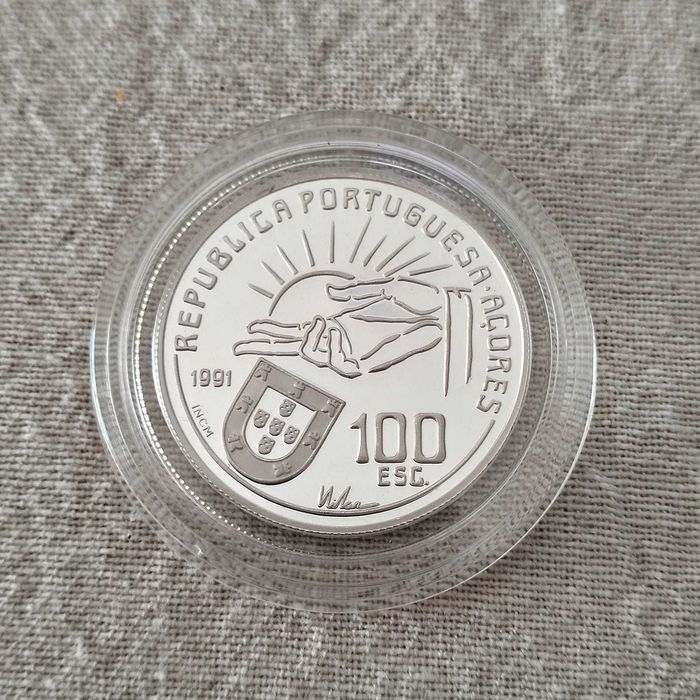 REPUBLICA PORTUGUESA · AÇORES
1991
INCM
100
ESC.